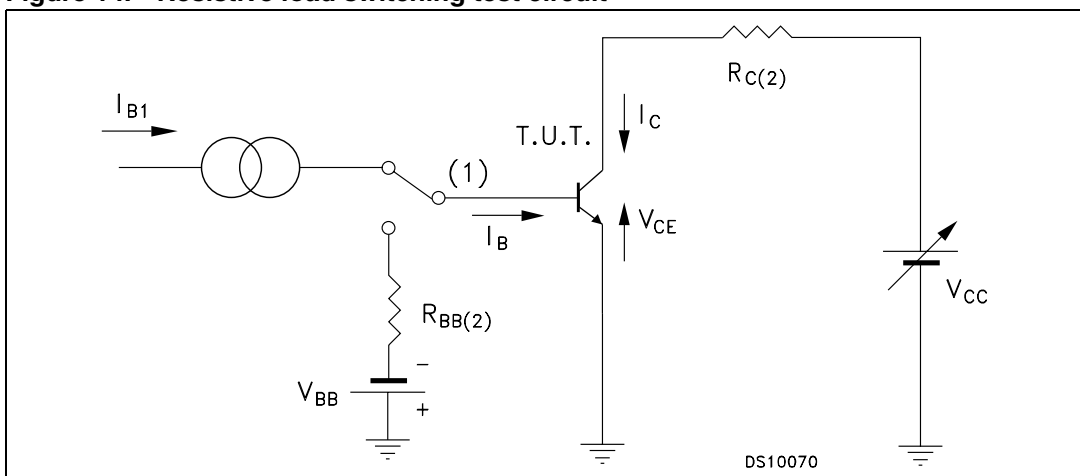 Figure 14. Resistive load switching test circuit
R_C(2)
I_B1
I_C
T.U.T.
(1)
V_CE
I_B
V_CC
R_BB(2)
−
V_BB
+
DS10070